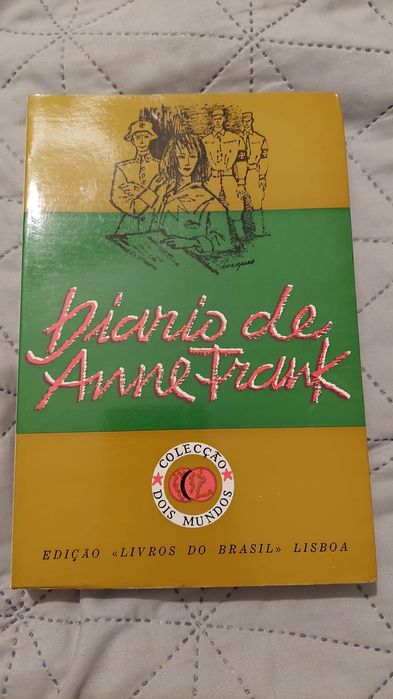 Diario de
Anne Frank
COLECÇÃO
DOIS MUNDOS
EDIÇÃO «LIVROS DO BRASIL» LISBOA